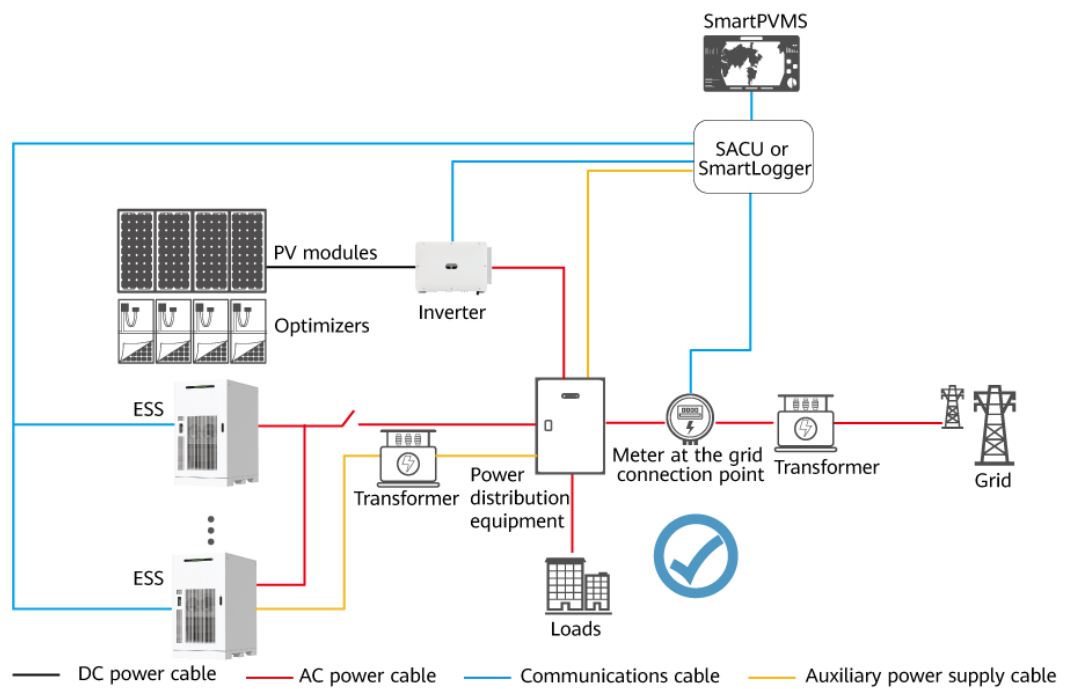 SmartPVMS
SACU or
SmartLogger
PV modules
Inverter
Optimizers
ESS
Meter at the grid
connection point
Transformer
Grid
Transformer
Power
distribution
equipment
ESS
Loads
DC power cable
AC power cable
Communications cable
Auxiliary power supply cable